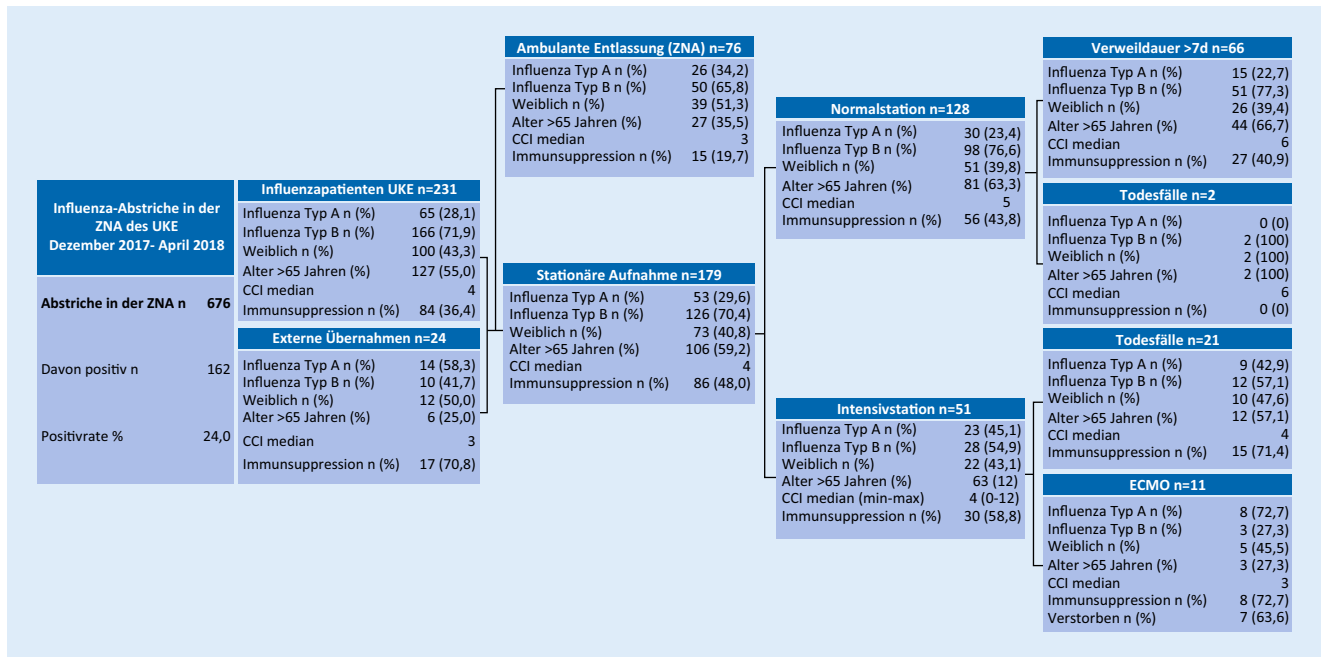 Influenza-Abstriche in der
ZNA des UKE
Dezember 2017- April 2018
Abstriche in der ZNA n 676
Davon positiv n 162
Positivrate % 24,0
Influenzapatienten UKE n=231
Influenza Typ A n (%) 65 (28,1)
Influenza Typ B n (%) 166 (71,9)
Weiblich n (%) 100 (43,3)
Alter >65 Jahren (%) 127 (55,0)
CCI median 4
Immunsuppression n (%) 84 (36,4)
Externe Übernahmen n=24
Influenza Typ A n (%) 14 (58,3)
Influenza Typ B n (%) 10 (41,7)
Weiblich n (%) 12 (50,0)
Alter >65 Jahren (%) 6 (25,0)
CCI median 3
Immunsuppression n (%) 17 (70,8)
Ambulante Entlassung (ZNA) n=76
Influenza Typ A n (%) 26 (34,2)
Influenza Typ B n (%) 50 (65,8)
Weiblich n (%) 39 (51,3)
Alter >65 Jahren (%) 27 (35,5)
CCI median 3
Immunsuppression n (%) 15 (19,7)
Stationäre Aufnahme n=179
Influenza Typ A n (%) 53 (29,6)
Influenza Typ B n (%) 126 (70,4)
Weiblich n (%) 73 (40,8)
Alter >65 Jahren (%) 106 (59,2)
CCI median 4
Immunsuppression n (%) 86 (48,0)
Normalstation n=128
Influenza Typ A n (%) 30 (23,4)
Influenza Typ B n (%) 98 (76,6)
Weiblich n (%) 51 (39,8)
Alter >65 Jahren (%) 81 (63,3)
CCI median 5
Immunsuppression n (%) 56 (43,8)
Intensivstation n=51
Influenza Typ A n (%) 23 (45,1)
Influenza Typ B n (%) 28 (54,9)
Weiblich n (%) 22 (43,1)
Alter >65 Jahren (%) 63 (12)
CCI median (min-max) 4 (0-12)
Immunsuppression n (%) 30 (58,8)
Verweildauer >7d n=66
Influenza Typ A n (%) 15 (22,7)
Influenza Typ B n (%) 51 (77,3)
Weiblich n (%) 26 (39,4)
Alter >65 Jahren (%) 44 (66,7)
CCI median 6
Immunsuppression n (%) 27 (40,9)
Todesfälle n=2
Influenza Typ A n (%) 0 (0)
Influenza Typ B n (%) 2 (100)
Weiblich n (%) 2 (100)
Alter >65 Jahren (%) 2 (100)
CCI median 6
Immunsuppression n (%) 0 (0)
Todesfälle n=21
Influenza Typ A n (%) 9 (42,9)
Influenza Typ B n (%) 12 (57,1)
Weiblich n (%) 10 (47,6)
Alter >65 Jahren (%) 12 (57,1)
CCI median 4
Immunsuppression n (%) 15 (71,4)
ECMO n=11
Influenza Typ A n (%) 8 (72,7)
Influenza Typ B n (%) 3 (27,3)
Weiblich n (%) 5 (45,5)
Alter >65 Jahren (%) 3 (27,3)
CCI median 3
Immunsuppression n (%) 8 (72,7)
Verstorben n (%) 7 (63,6)